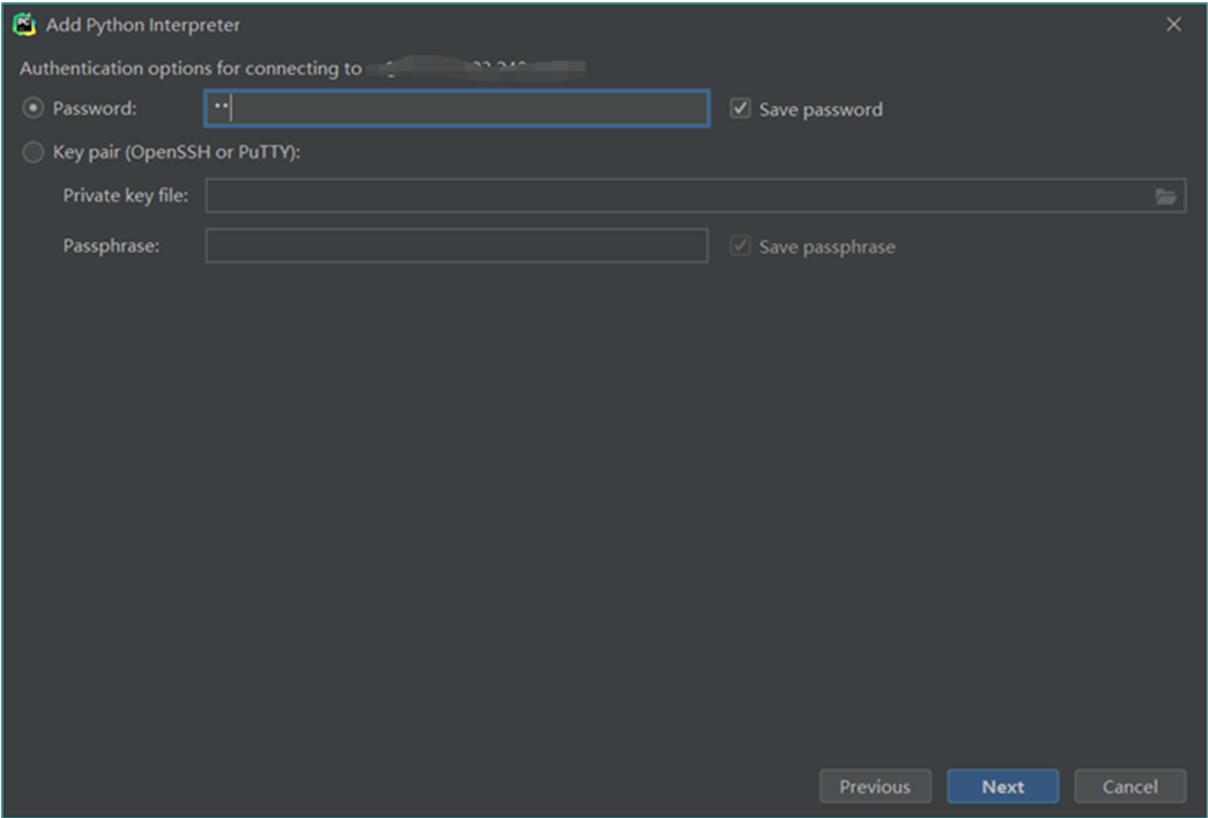 Add Python Interpreter
Authentication options for connecting to
Password: •• Save password
Key pair (OpenSSH or PuTTY):
Private key file:
Passphrase: Save passphrase
Previous Next Cancel